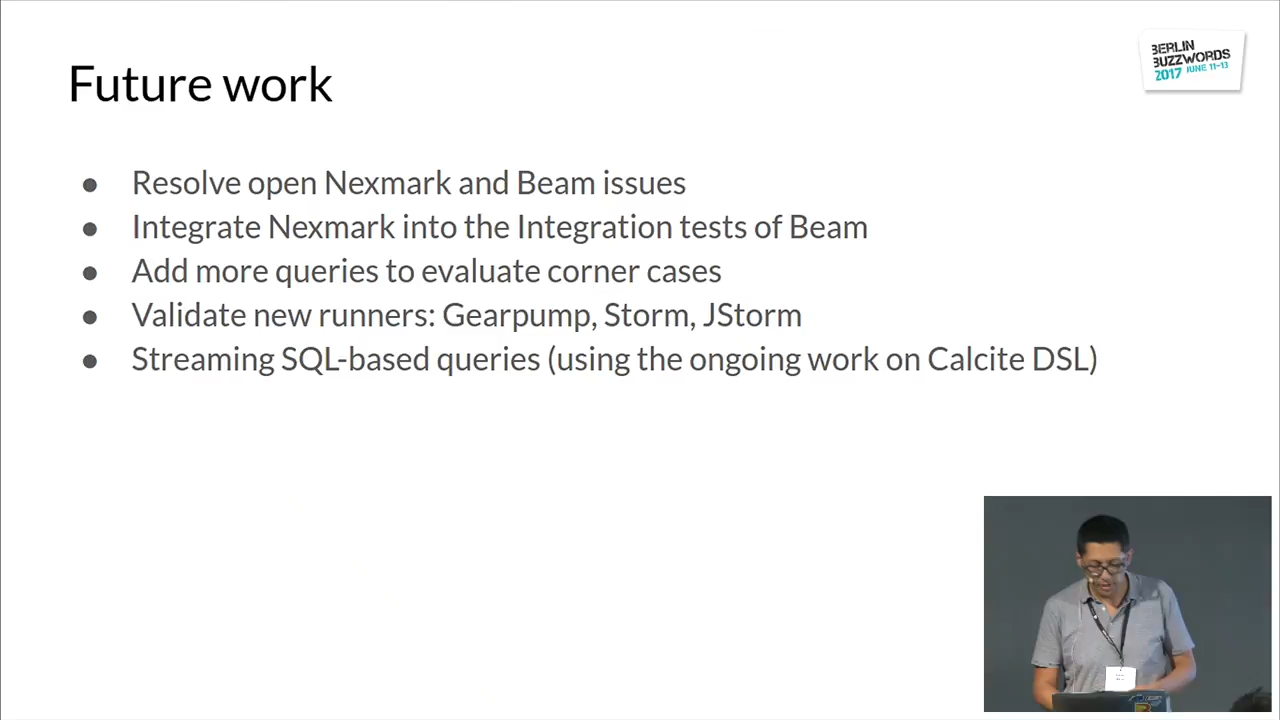 Future work
BERLIN
BUZZWORDS
2017 JUNE 11-13
● Resolve open Nexmark and Beam issues
● Integrate Nexmark into the Integration tests of Beam
● Add more queries to evaluate corner cases
● Validate new runners: Gearpump, Storm, JStorm
● Streaming SQL-based queries (using the ongoing work on Calcite DSL)